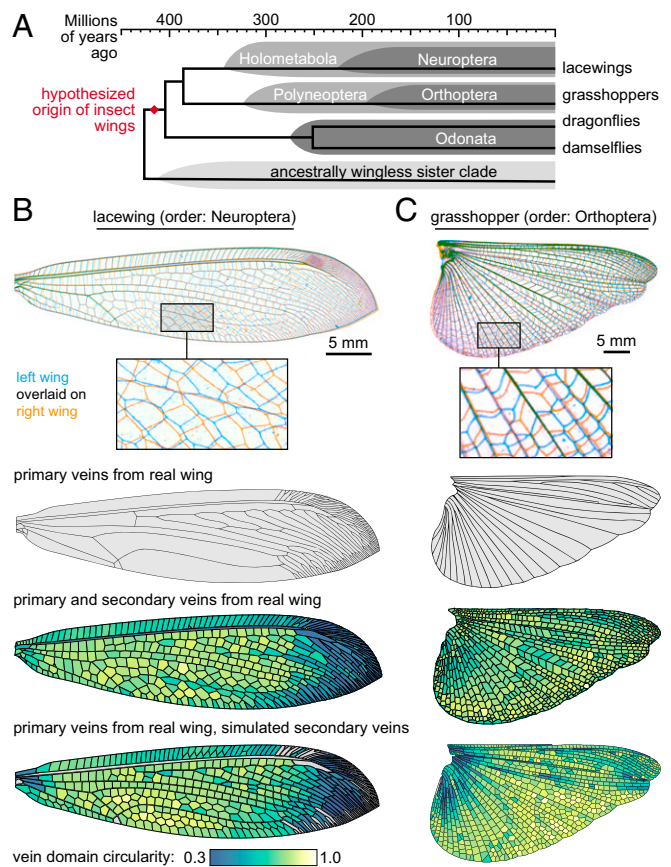 A
Millions
of years
ago
400 300 200 100
Holometabola
Neuroptera
lacewings
hypothesized
origin of insect
wings
Polyneoptera
Orthoptera
grasshoppers
dragonflies
Odonata
damselflies
ancestrally wingless sister clade
B
lacewing (order: Neuroptera)
5 mm
left wing
overlaid on
right wing
C
grasshopper (order: Orthoptera)
5 mm
primary veins from real wing
primary and secondary veins from real wing
primary veins from real wing, simulated secondary veins
vein domain circularity: 0.3 1.0